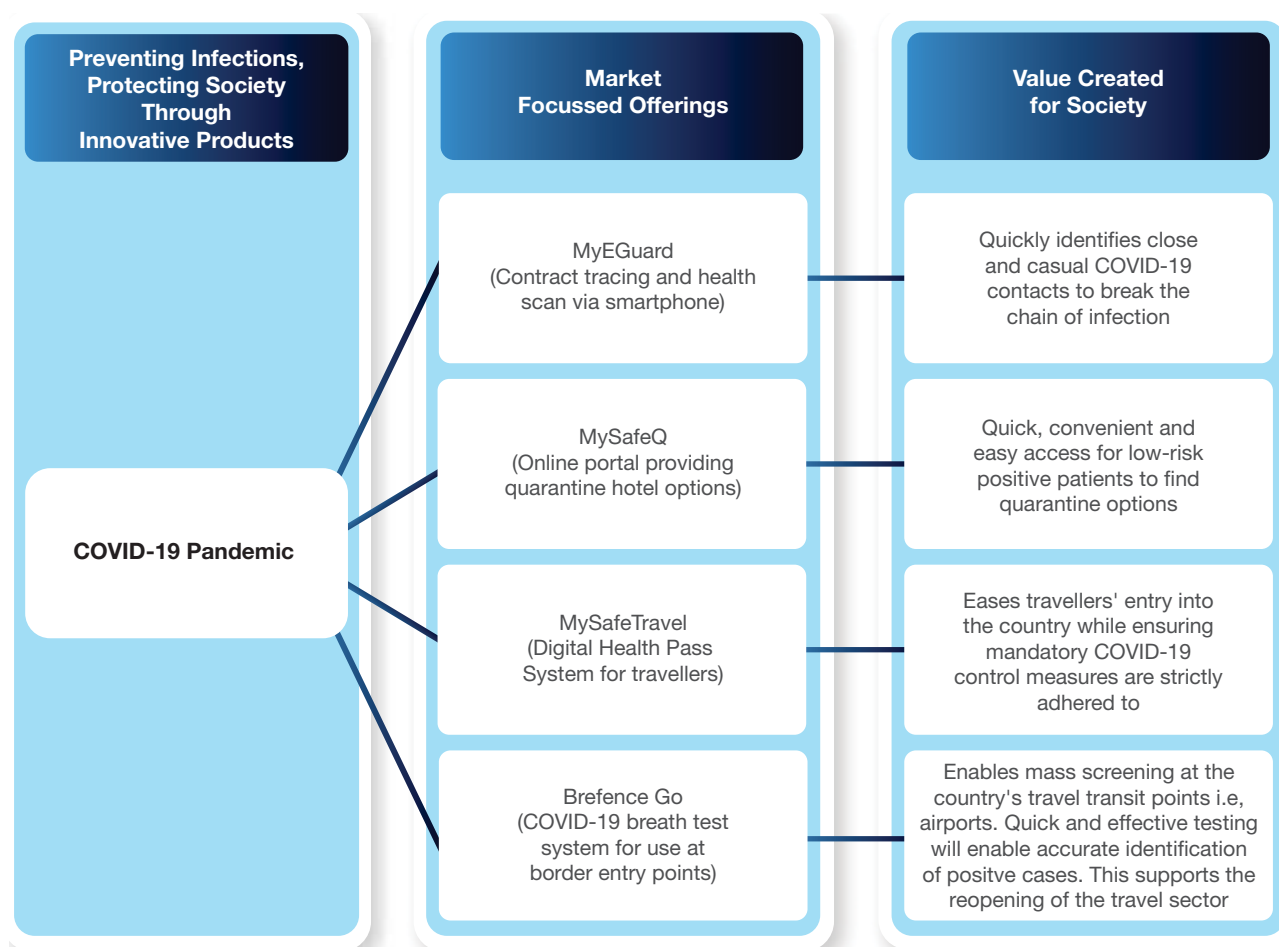 Preventing Infections,
Protecting Society
Through
Innovative Products
Market
Focussed Offerings
Value Created
for Society
COVID-19 Pandemic
MyEGuard
(Contract tracing and health
scan via smartphone)
Quickly identifies close
and casual COVID-19
contacts to break the
chain of infection
MySafeQ
(Online portal providing
quarantine hotel options)
Quick, convenient and
easy access for low-risk
positive patients to find
quarantine options
MySafeTravel
(Digital Health Pass
System for travellers)
Eases travellers' entry into
the country while ensuring
mandatory COVID-19
control measures are strictly
adhered to
Brefence Go
(COVID-19 breath test
system for use at
border entry points)
Enables mass screening at the
country's travel transit points i.e,
airports. Quick and effective testing
will enable accurate identification
of positve cases. This supports the
reopening of the travel sector